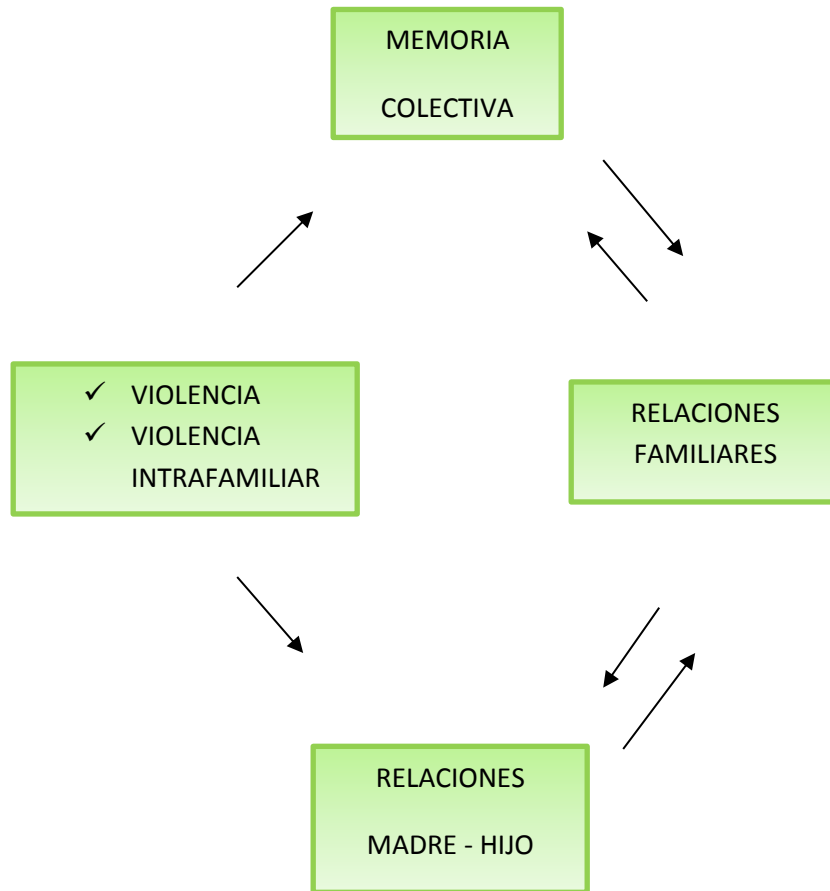 MEMORIA
COLECTIVA
✓ VIOLENCIA
✓ VIOLENCIA
INTRAFAMILIAR
RELACIONES
FAMILIARES
RELACIONES
MADRE - HIJO